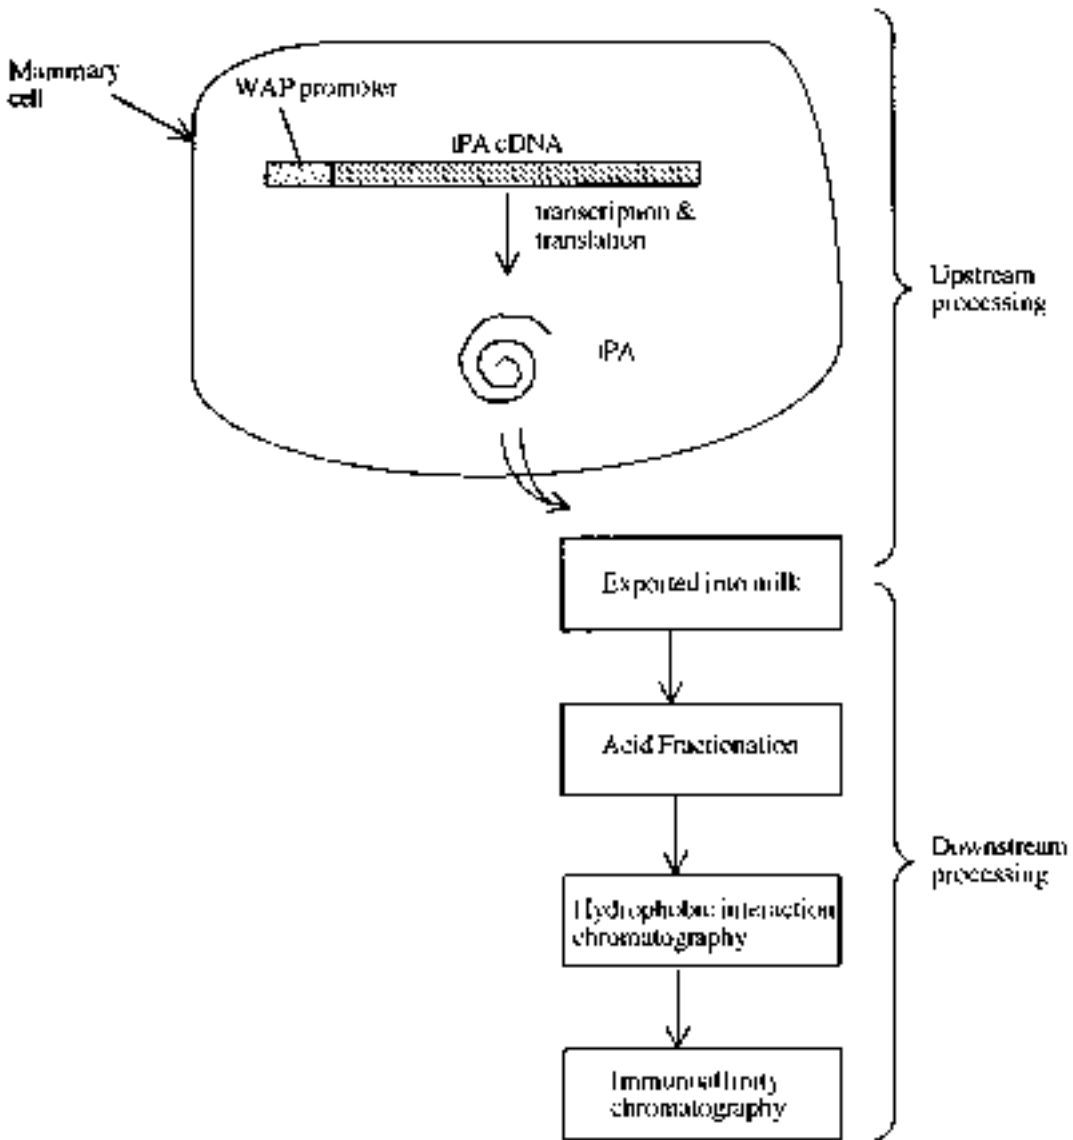 Mammary
cell
WAP promoter
tPA cDNA
transcription &
translation
tPA
Upstream
processing
Exported into milk
Acid Fractionation
Downstream
processing
Hydrophobic interaction
chromatography
Immunoaffinity
chromatography